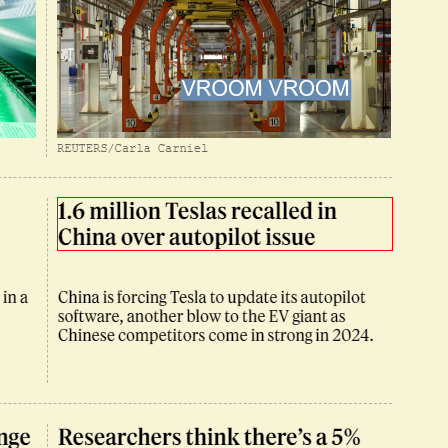 VROOM VROOM
REUTERS/Carla Carniel
1.6 million Teslas recalled in
China over autopilot issue
in a
China is forcing Tesla to update its autopilot
software, another blow to the EV giant as
Chinese competitors come in strong in 2024.
nge
Researchers think there's a 5%